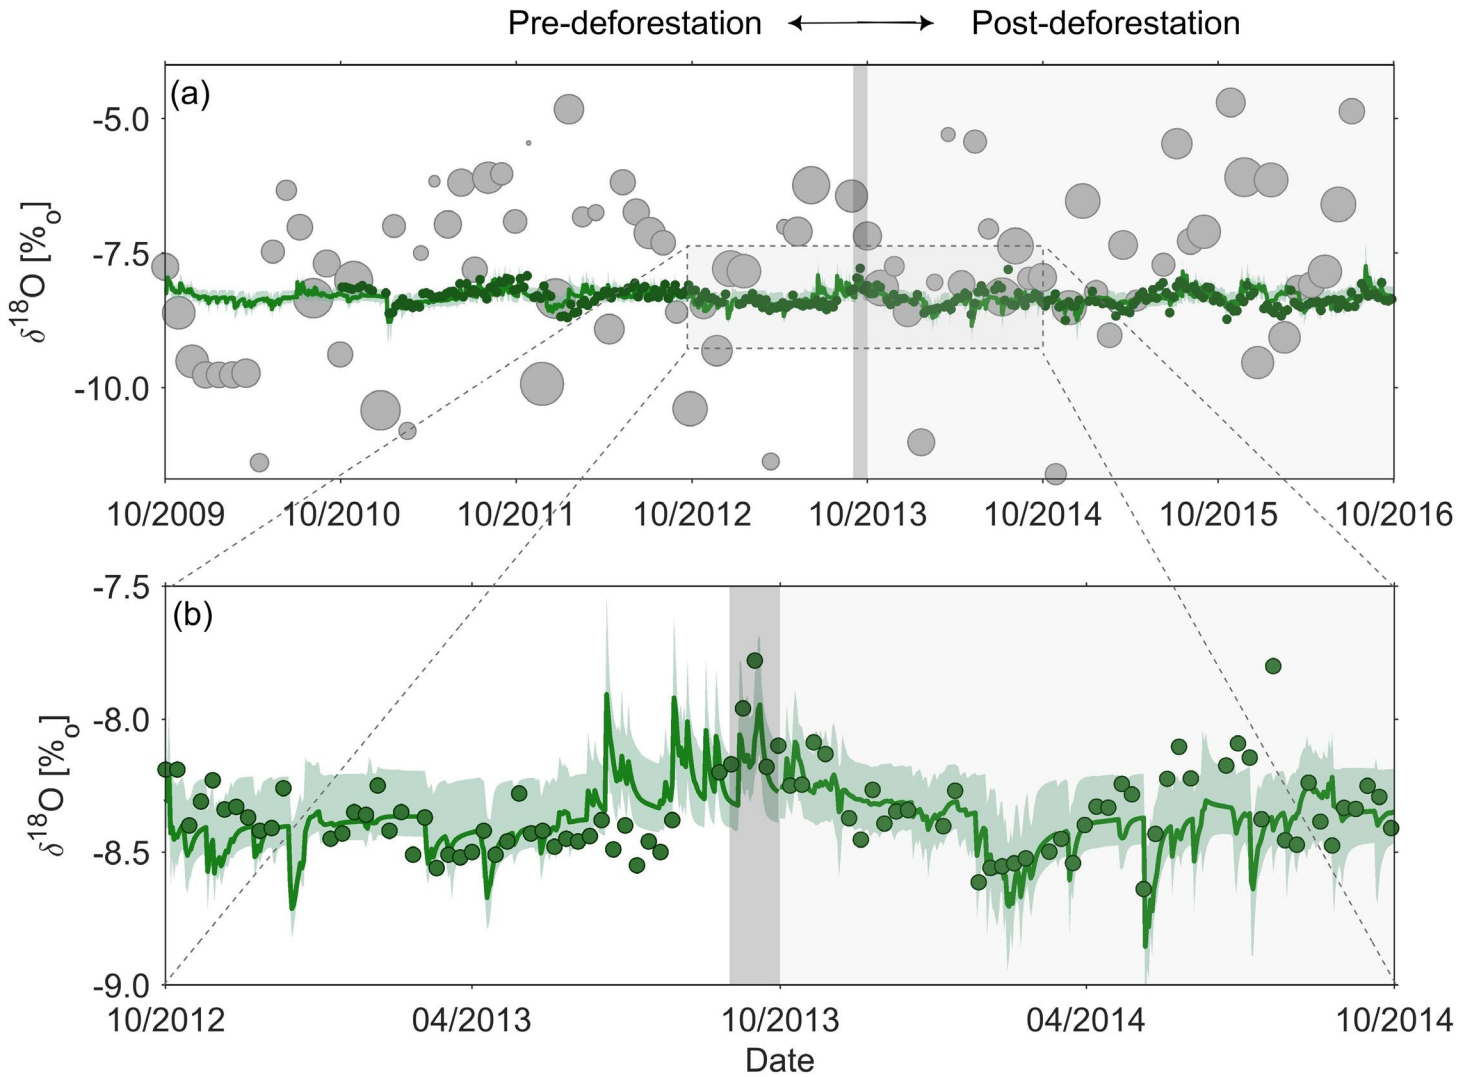 Pre-deforestation ←→ Post-deforestation
(a)
-5.0
-7.5
-10.0
δ¹⁸O [‰]
10/2009 10/2010 10/2011 10/2012 10/2013 10/2014 10/2015 10/2016
-7.5
(b)
-8.0
-8.5
-9.0
δ¹⁸O [‰]
10/2012 04/2013 10/2013 04/2014 10/2014
Date